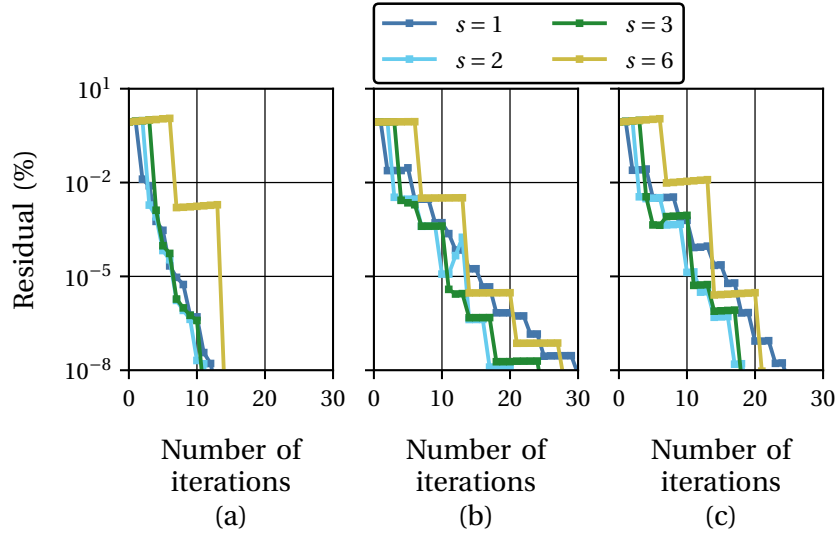 s = 1
s = 3
s = 2
s = 6
Residual (%)
10^1
10^−2
10^−5
10^−8
0 10 20 30
0 10 20 30
0 10 20 30
Number of
iterations
(a)
Number of
iterations
(b)
Number of
iterations
(c)